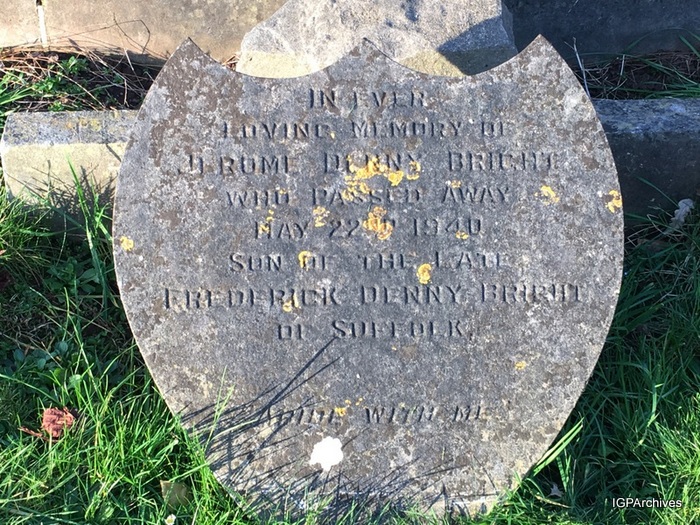 IN EVER
LOVING MEMORY OF
JEROME DENNY BRIGHT
WHO PASSED AWAY
MAY 22ND 1940
SON OF THE LATE
FREDERICK DENNY BRIGHT
OF SUFFOLK.
"ABIDE WITH ME"
IGPArchives